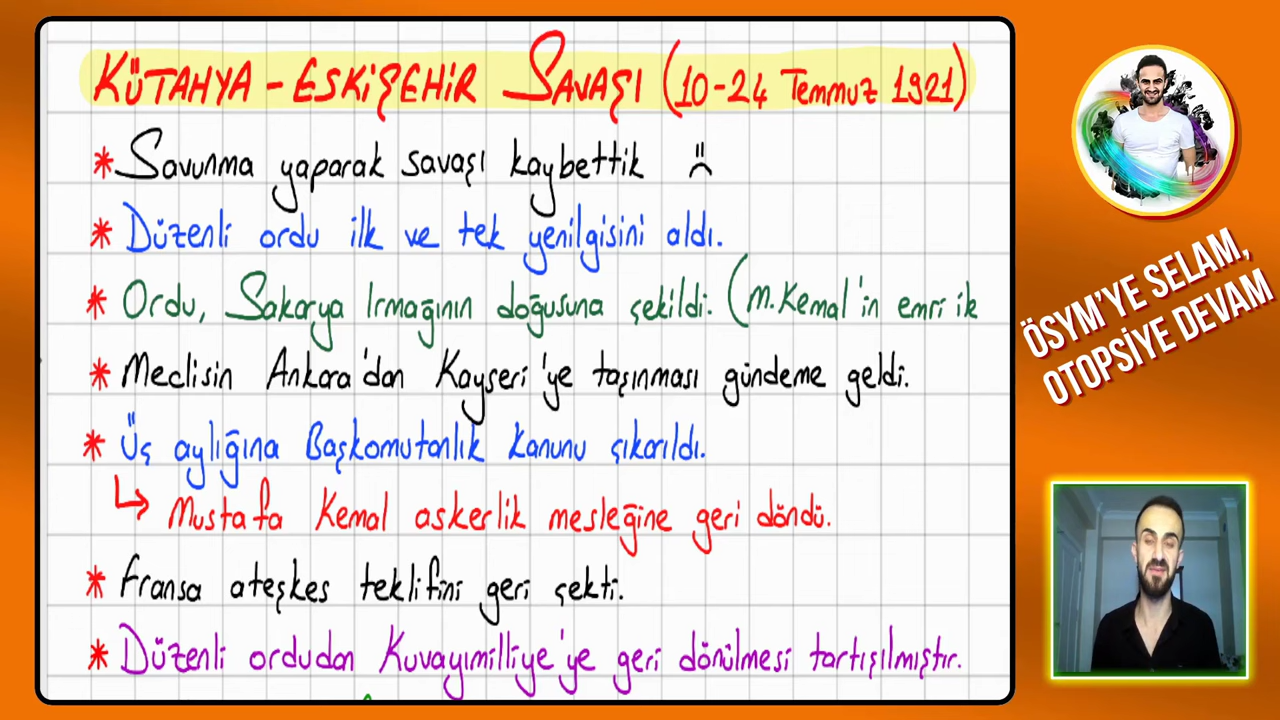 KÜTAHYA - ESKİŞEHİR SAVAŞI (10-24 Temmuz 1921)
* Savunma yaparak savaşı kaybettik
* Düzenli ordu ilk ve tek yenilgisini aldı.
* Ordu, Sakarya Irmağının doğusuna çekildi. (M.Kemal'in emri ik
* Meclisin Ankara'dan Kayseri'ye taşınması gündeme geldi.
* Üç aylığına Başkomutanlık Kanunu çıkarıldı.
↳ Mustafa Kemal askerlik mesleğine geri döndü.
* Fransa ateşkes teklifini geri çekti.
* Düzenli ordudan Kuvayımilliye'ye geri dönülmesi tartışılmıştır.
ÖSYM'YE SELAM,
OTOPSİYE DEVAM